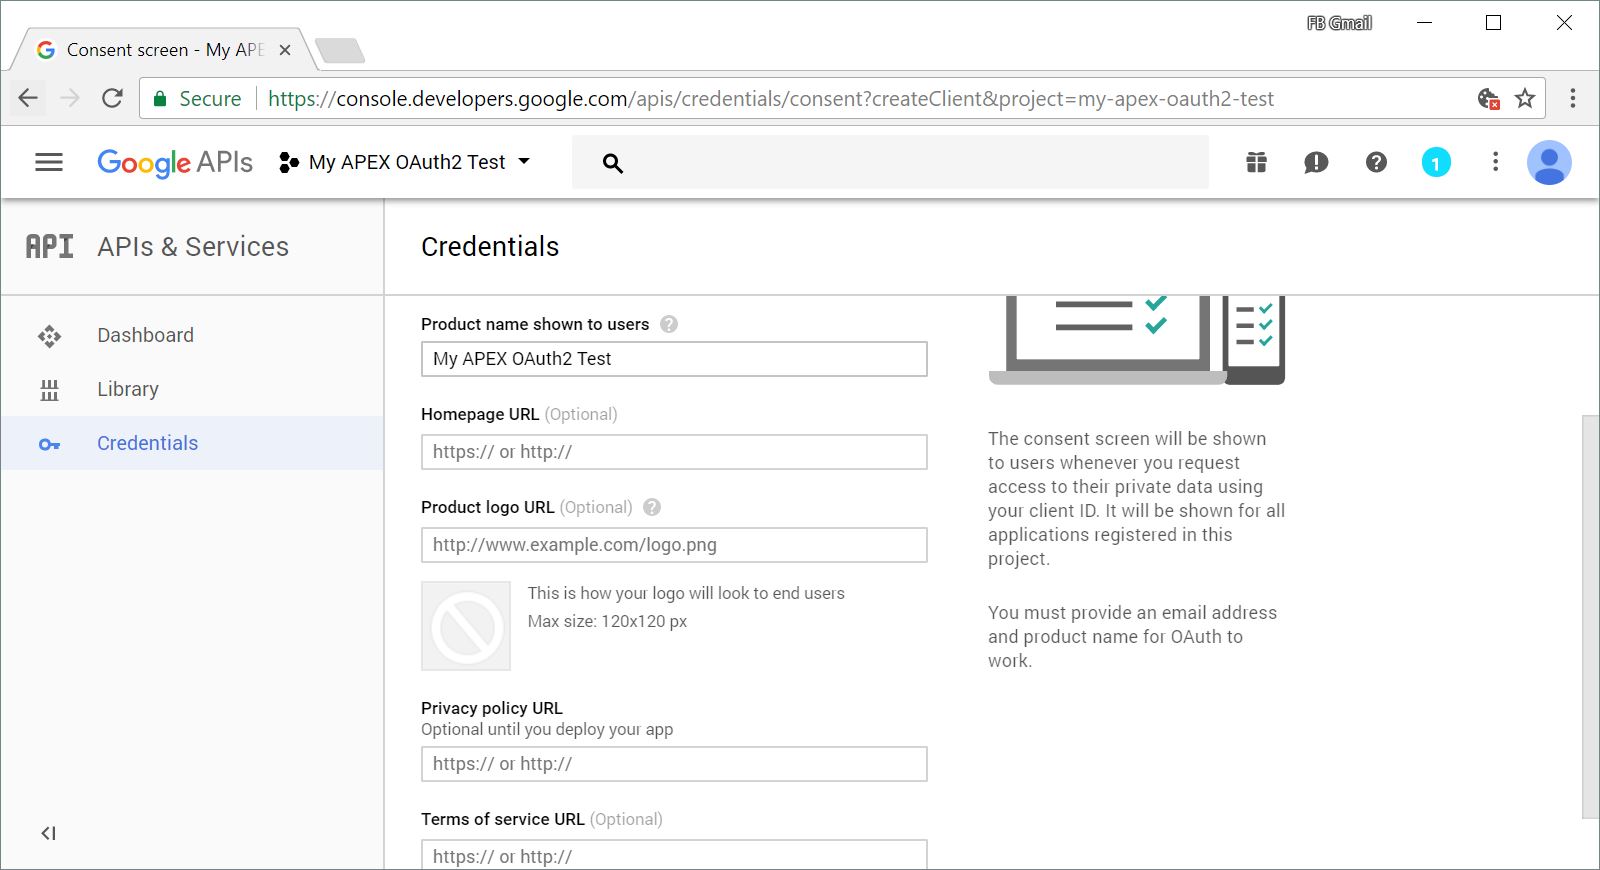 FB Gmail
Consent screen - My APE
Secure
https://console.developers.google.com/apis/credentials/consent?createClient&project=my-apex-oauth2-test
Google APIs
My APEX OAuth2 Test
1
API APIs & Services
Credentials
Dashboard
Library
Credentials
Product name shown to users ?
My APEX OAuth2 Test
Homepage URL (Optional)
https:// or http://
Product logo URL (Optional) ?
http://www.example.com/logo.png
This is how your logo will look to end users
Max size: 120x120 px
Privacy policy URL
Optional until you deploy your app
https:// or http://
Terms of service URL (Optional)
https:// or http://
The consent screen will be shown
to users whenever you request
access to their private data using
your client ID. It will be shown for all
applications registered in this
project.
You must provide an email address
and product name for OAuth to
work.